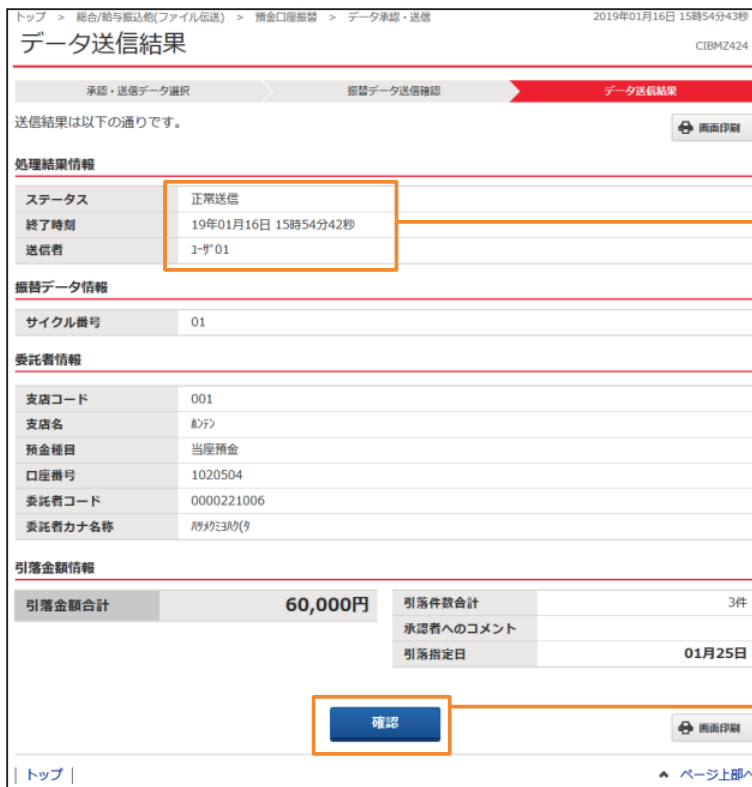 トップ > 総合/給与振込他(ファイル伝送) > 預金口座振替 > データ承認・送信 2019年01月16日 15時54分43秒
データ送信結果 CIBMZ424
承認・送信データ選択 振替データ送信確認 データ送信結果
送信結果は以下の通りです。 画面印刷
処理結果情報
ステータス 正常送信
終了時刻 19年01月16日 15時54分42秒
送信者 ﾕｰｻﾞ01
振替データ情報
サイクル番号 01
委託者情報
支店コード 001
支店名 ﾎﾝﾃﾝ
預金種目 当座預金
口座番号 1020504
委託者コード 0000221006
委託者カナ名称
引落金額情報
引落金額合計 60,000円 引落件数合計 3件
承認者へのコメント
引落指定日 01月25日
確認 画面印刷
| トップ | ページ上部へ